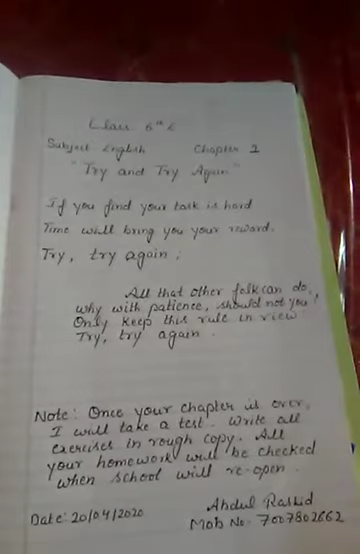 Class 6th E
Subject English Chapter 1
"Try and Try Again"
If you find your task is hard
Time will bring you your reward.
Try, try again;
All that other folk can do,
why with patience, should not you!
Only keep this rule in view
Try, try again.
Note: Once your chapter is over,
I will take a test. Write all
exercises in rough copy. All
your homework will be checked
when school will re-open.
Date: 20/04/2020
Abdul Rashid
Mob No- 7007802662